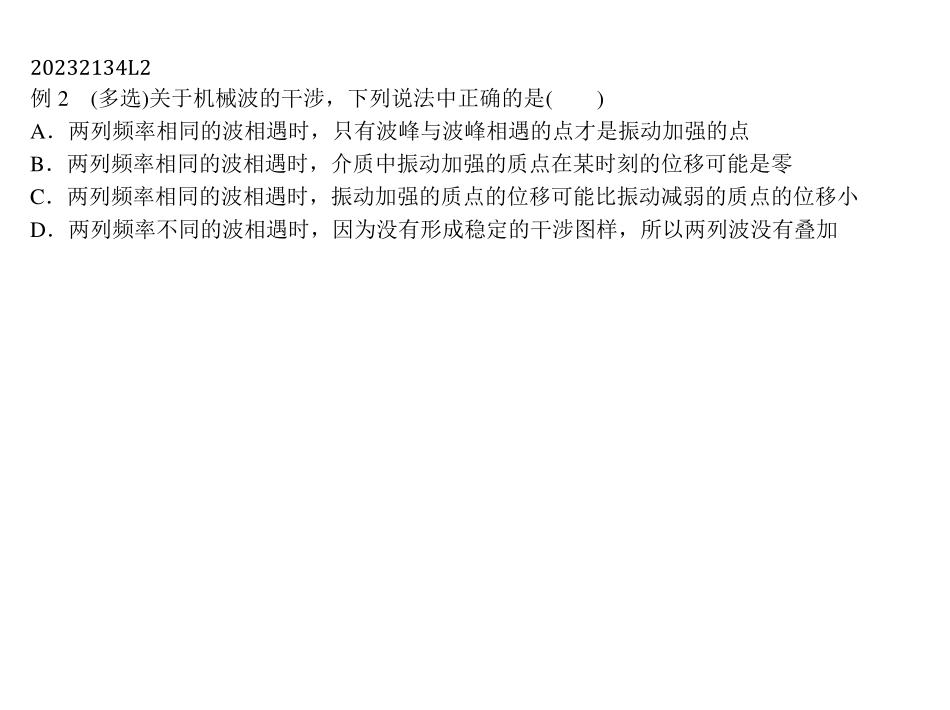 20232134L2
例 2　(多选)关于机械波的干涉，下列说法中正确的是(　　)
A．两列频率相同的波相遇时，只有波峰与波峰相遇的点才是振动加强的点
B．两列频率相同的波相遇时，介质中振动加强的质点在某时刻的位移可能是零
C．两列频率相同的波相遇时，振动加强的质点的位移可能比振动减弱的质点的位移小
D．两列频率不同的波相遇时，因为没有形成稳定的干涉图样，所以两列波没有叠加